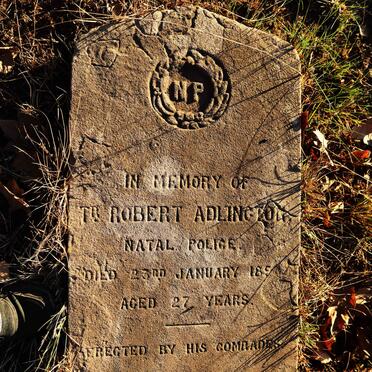 NP
IN MEMORY OF
TR ROBERT ADLINGTON
NATAL POLICE.
DIED 23RD JANUARY
AGED 27 YEARS
ERECTED BY HIS COMRADES